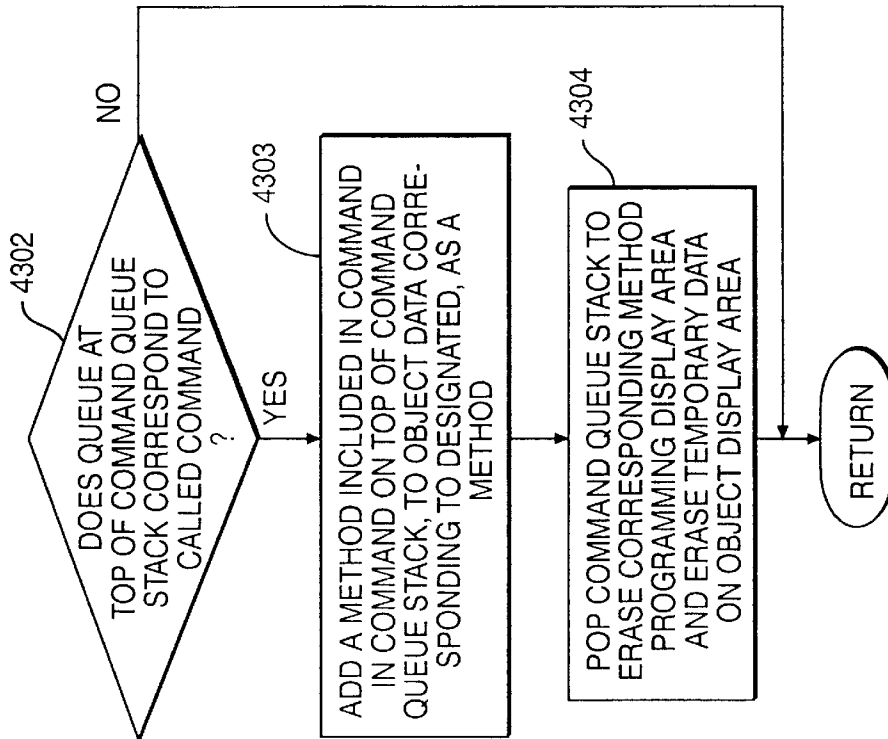 4302
DOES QUEUE AT
TOP OF COMMAND QUEUE
STACK CORRESPOND TO
CALLED COMMAND
?
NO
YES
4303
ADD A METHOD INCLUDED IN COMMAND
IN COMMAND ON TOP OF COMMAND
QUEUE STACK, TO OBJECT DATA CORRE-
SPONDING TO DESIGNATED, AS A
METHOD
4304
POP COMMAND QUEUE STACK TO
ERASE CORRESPONDING METHOD
PROGRAMMING DISPLAY AREA
AND ERASE TEMPORARY DATA
ON OBJECT DISPLAY AREA
RETURN